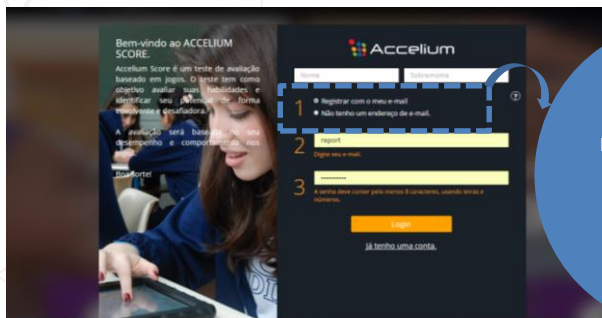 Bem-vindo ao ACCELIUM
SCORE.
Accelium Score é um teste de avaliação
baseado em jogos. O teste tem como
objetivo avaliar suas habilidades e
identificar seu potencial de forma
envolvente e desafiadora.
A avaliação será baseada no seu
desempenho e comportamento nos
Boa Sorte!
Accelium
Nome
Sobrenome
?
1
Registrar com o meu e-mail
Não tenho um endereço de e-mail.
2
report
Digite seu e-mail.
3
A senha deve conter pelo menos 8 caracteres, usando letras e
números.
Login
Já tenho uma conta.